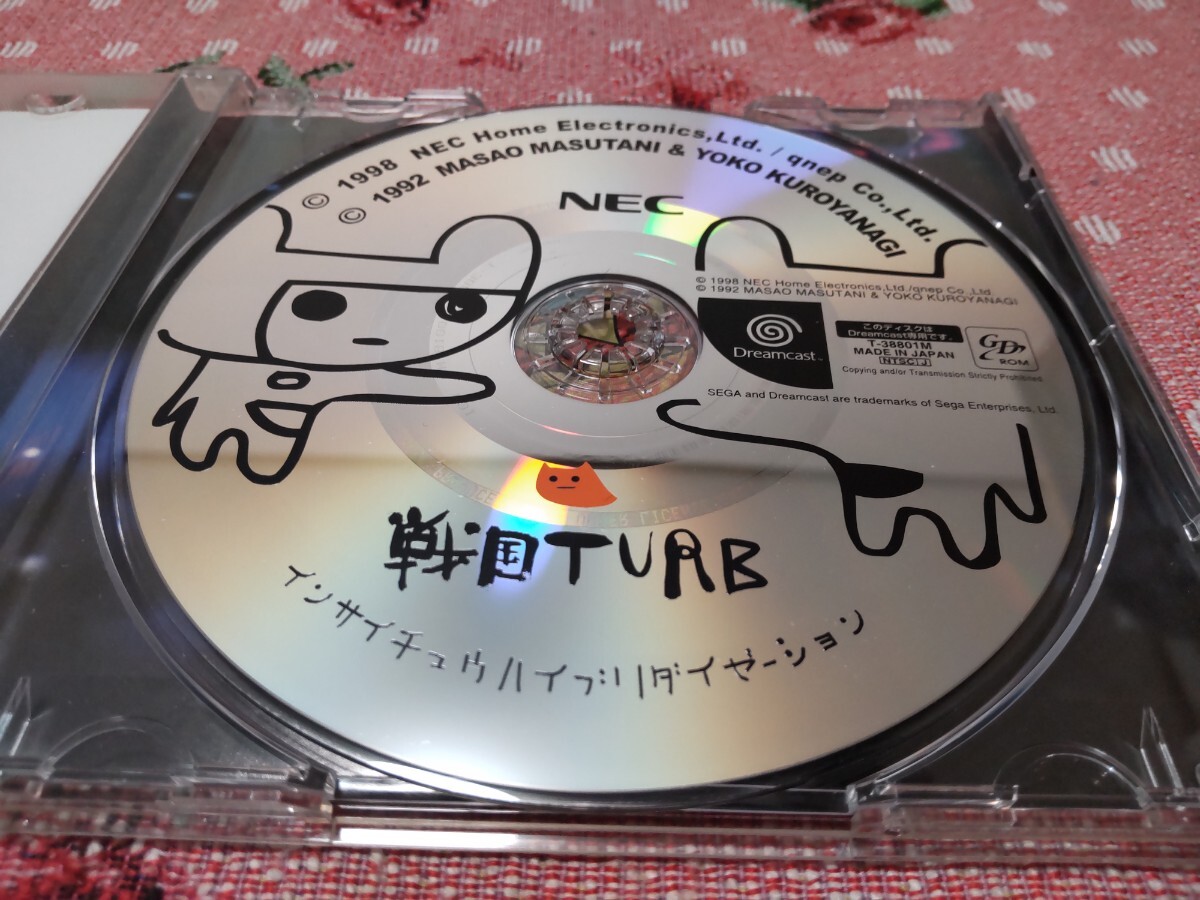 © 1998 NEC Home Electronics,Ltd. / qnep Co.,Ltd.
© 1992 MASAO MASUTANI & YOKO KUROYANAGI
NEC
© 1998 NEC Home Electronics,Ltd./qnep Co.,Ltd.
© 1992 MASAO MASUTANI & YOKO KUROYANAGI
Dreamcast™
このディスクは
Dreamcast専用です。
T-38801M
MADE IN JAPAN
NTSC J
GD
ROM
Copying and/or Transmission Strictly Prohibited.
SEGA and Dreamcast are trademarks of Sega Enterprises, Ltd.
戦国TURB
インサイチュウハイブリダイゼーション